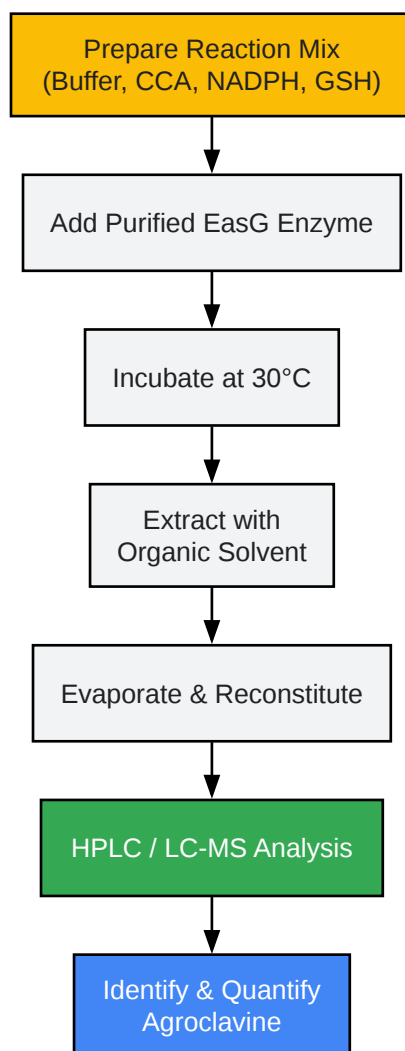 Prepare Reaction Mix
(Buffer, CCA, NADPH, GSH)
Add Purified EasG Enzyme
Incubate at 30°C
Extract with
Organic Solvent
Evaporate & Reconstitute
HPLC / LC-MS Analysis
Identify & Quantify
Agroclavine